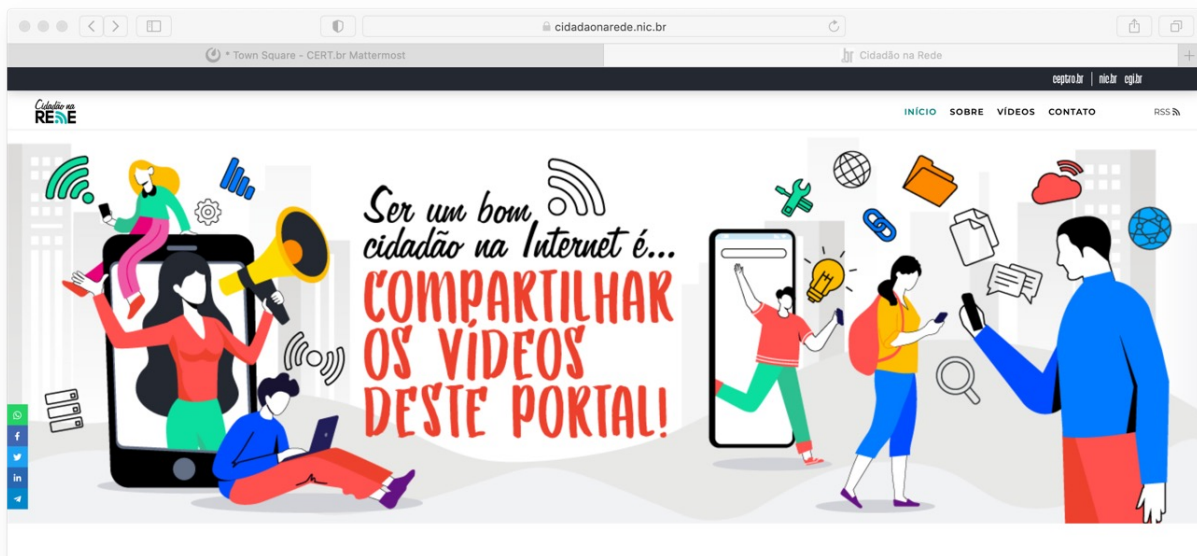 cidadaonarede.nic.br
* Town Square - CERT.br Mattermost
Cidadão na Rede
ceptro.br | nic.br cgi.br
Cidadão na
REDE
INÍCIO SOBRE VÍDEOS CONTATO RSS
Ser um bom
cidadão na Internet é...
COMPARTILHAR
OS VÍDEOS
DESTE PORTAL!